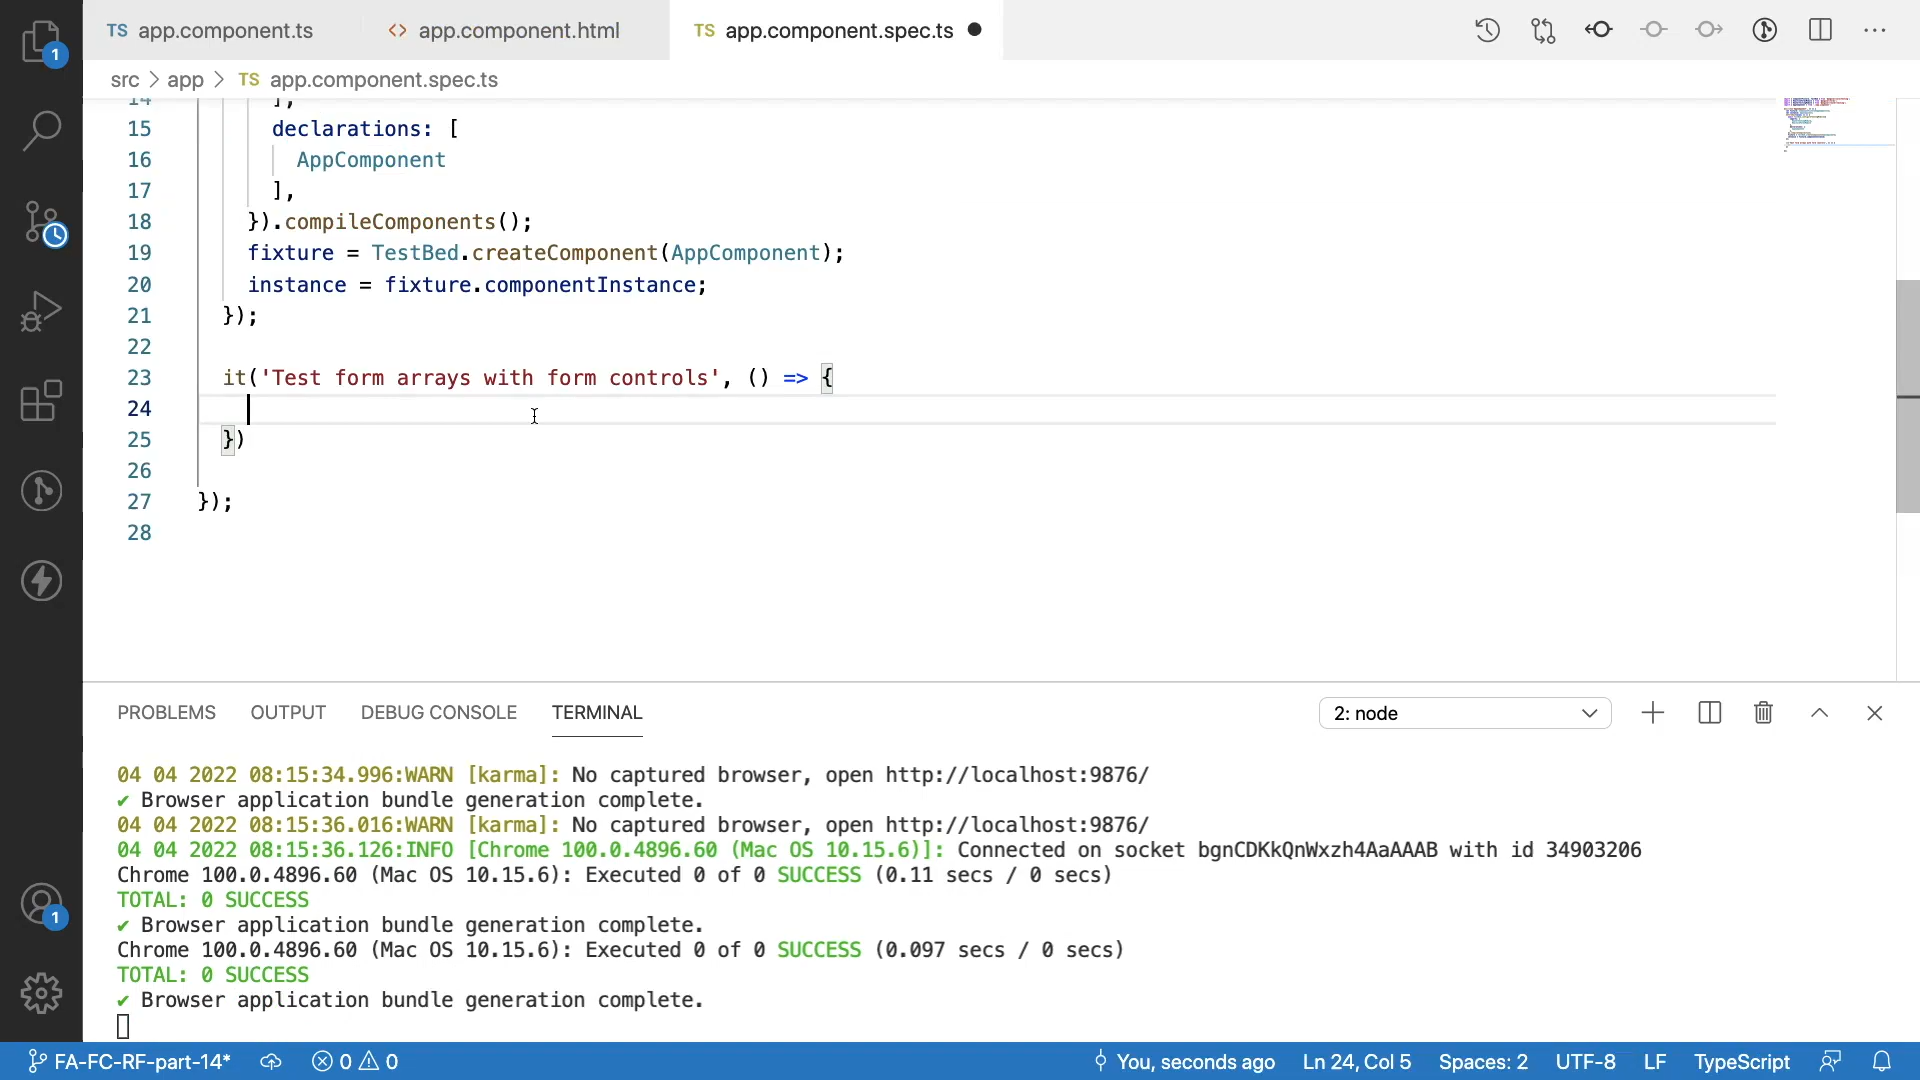 TS app.component.ts
<> app.component.html
TS app.component.spec.ts
1
src > app > TS app.component.spec.ts
14 ],
15 declarations: [
16 AppComponent
17 ],
18 }).compileComponents();
19 fixture = TestBed.createComponent(AppComponent);
20 instance = fixture.componentInstance;
21 });
22
23 it('Test form arrays with form controls', () => {
24
25 })
26
27 });
28
PROBLEMS OUTPUT DEBUG CONSOLE TERMINAL 2: node
04 04 2022 08:15:34.996:WARN [karma]: No captured browser, open http://localhost:9876/
✔ Browser application bundle generation complete.
04 04 2022 08:15:36.016:WARN [karma]: No captured browser, open http://localhost:9876/
04 04 2022 08:15:36.126:INFO [Chrome 100.0.4896.60 (Mac OS 10.15.6)]: Connected on socket bgnCDKkQnWxzh4AaAAAB with id 34903206
Chrome 100.0.4896.60 (Mac OS 10.15.6): Executed 0 of 0 SUCCESS (0.11 secs / 0 secs)
TOTAL: 0 SUCCESS
✔ Browser application bundle generation complete.
Chrome 100.0.4896.60 (Mac OS 10.15.6): Executed 0 of 0 SUCCESS (0.097 secs / 0 secs)
TOTAL: 0 SUCCESS
✔ Browser application bundle generation complete.
1
FA-FC-RF-part-14* 0 0 You, seconds ago Ln 24, Col 5 Spaces: 2 UTF-8 LF TypeScript